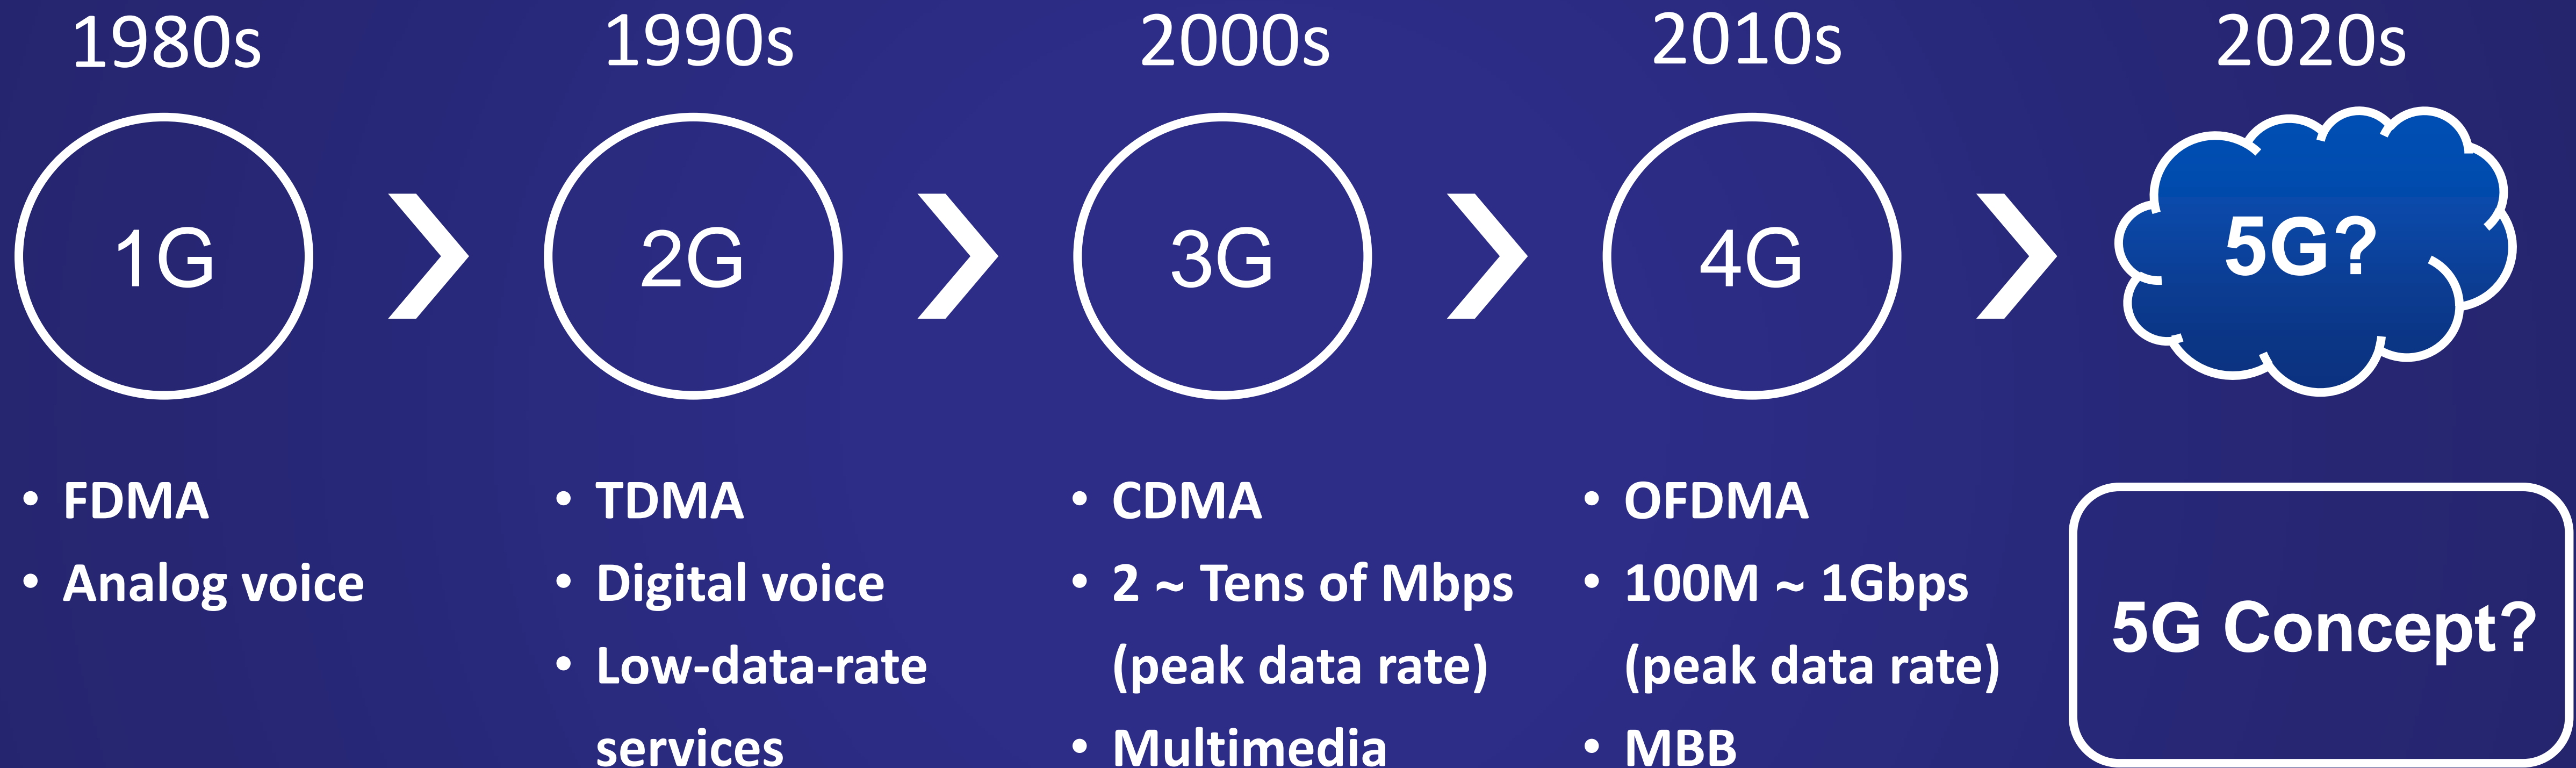 1980s
1990s
2000s
2010s
2020s
1G
2G
3G
4G
5G?
• FDMA
• Analog voice
• TDMA
• Digital voice
• Low-data-rate
services
• CDMA
• 2 ~ Tens of Mbps
(peak data rate)
• Multimedia
• OFDMA
• 100M ~ 1Gbps
(peak data rate)
• MBB
5G Concept?